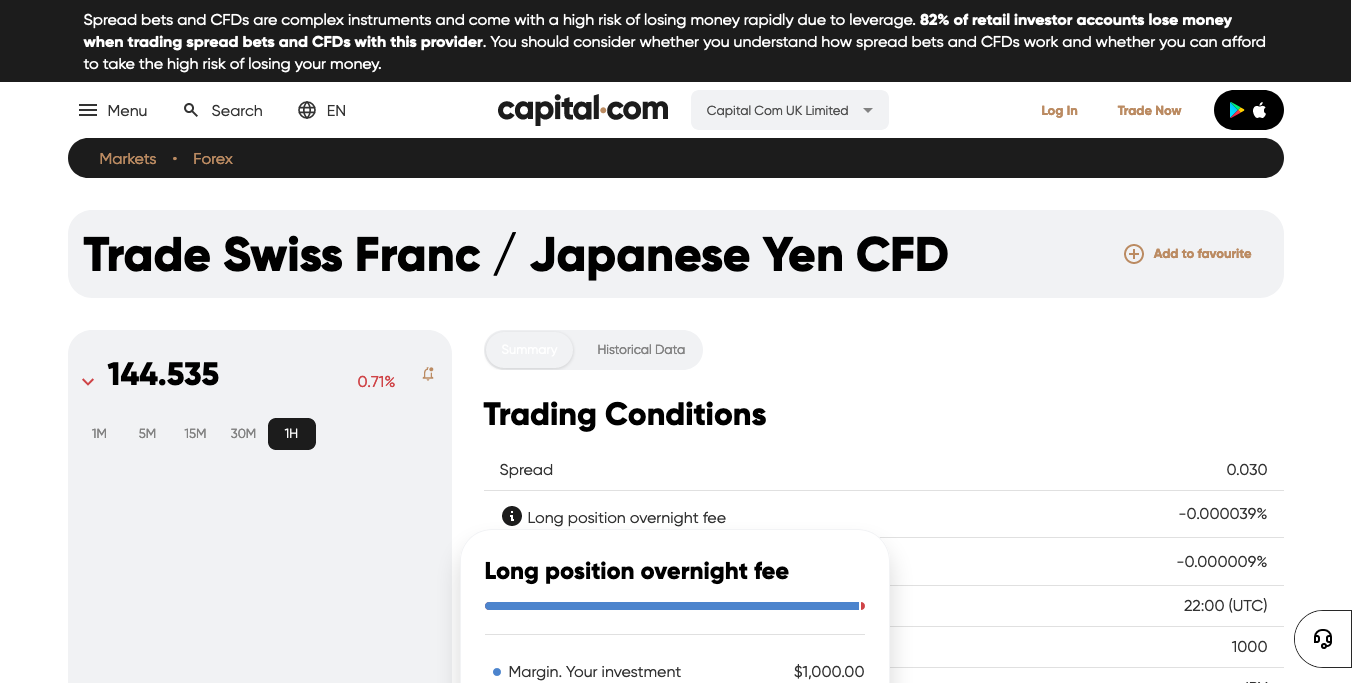 Spread bets and CFDs are complex instruments and come with a high risk of losing money rapidly due to leverage. 82% of retail investor accounts lose money
when trading spread bets and CFDs with this provider. You should consider whether you understand how spread bets and CFDs work and whether you can afford
to take the high risk of losing your money.
Menu Search EN capital.com Capital Com UK Limited Log In Trade Now
Markets • Forex
Trade Swiss Franc / Japanese Yen CFD Add to favourite
144.535 0.71%
1M 5M 15M 30M 1H
Summary Historical Data
Trading Conditions
Spread 0.030
Long position overnight fee -0.000039%
-0.000009%
Long position overnight fee
22:00 (UTC)
1000
Margin. Your investment $1,000.00